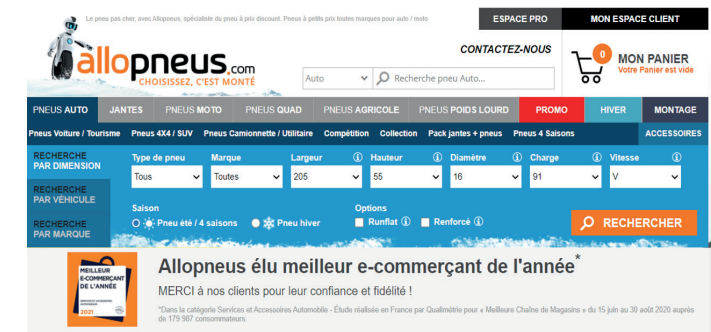 Le pneu pas cher, avec Allopneus, spécialiste du pneu à prix discount. Pneus à petits prix toutes marques pour auto / moto
ESPACE PRO
MON ESPACE CLIENT
allopneus.com
CHOISISSEZ, C'EST MONTÉ
CONTACTEZ-NOUS
Auto
Recherche pneu Auto...
0
MON PANIER
Votre Panier est vide
PNEUS AUTO JANTES PNEUS MOTO PNEUS QUAD PNEUS AGRICOLE PNEUS POIDS LOURD PROMO HIVER MONTAGE
Pneus Voiture / Tourisme Pneus 4X4 / SUV Pneus Camionnette / Utilitaire Compétition Collection Pack jantes + pneus Pneus 4 Saisons ACCESSOIRES
RECHERCHE
PAR DIMENSION
RECHERCHE
PAR VÉHICULE
RECHERCHE
PAR MARQUE
Type de pneu Marque Largeur Hauteur Diamètre Charge Vitesse
Tous Toutes 205 55 16 91 V
Saison
Pneu été / 4 saisons Pneu hiver
Options
Runflat Renforcé
RECHERCHER
MEILLEUR
E-COMMERÇANT
DE L'ANNÉE
2021
Allopneus élu meilleur e-commerçant de l'année*
MERCI à nos clients pour leur confiance et fidélité !
*Dans la catégorie Services et Accessoires Automobile - Étude réalisée en France par Qualimétrie pour « Meilleure Chaîne de Magasins » du 15 juin au 30 août 2020 auprès
de 179 987 consommateurs.